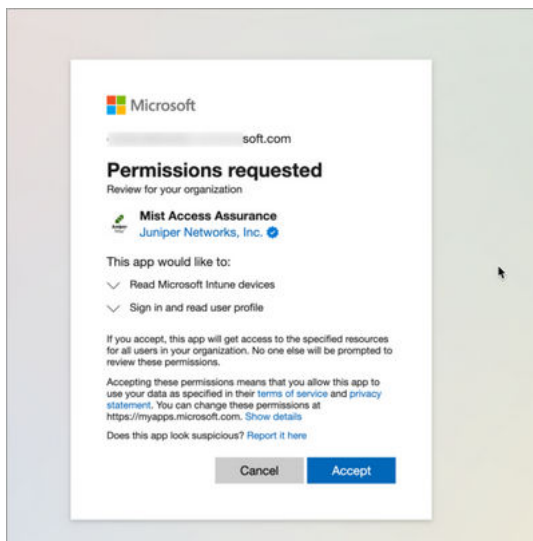 Microsoft
soft.com
Permissions requested
Review for your organization
Mist Access Assurance
Juniper Networks, Inc.
This app would like to:
Read Microsoft Intune devices
Sign in and read user profile
If you accept, this app will get access to the specified resources
for all users in your organization. No one else will be prompted to
review these permissions.
Accepting these permissions means that you allow this app to
use your data as specified in their terms of service and privacy
statement. You can change these permissions at
https://myapps.microsoft.com. Show details
Does this app look suspicious? Report it here
Cancel Accept